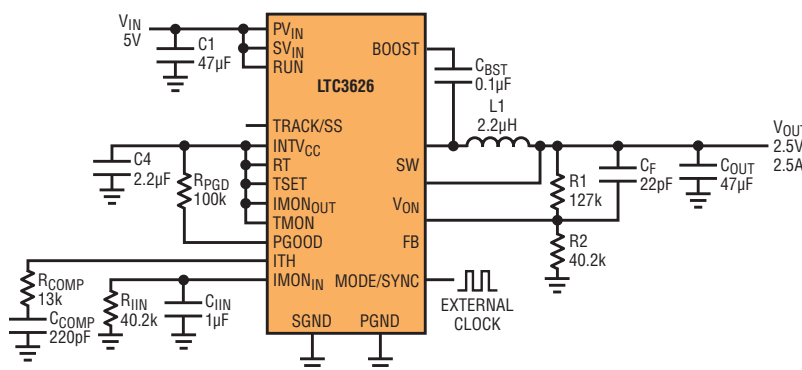 VIN
5V
C1
47µF
PVIN
SVIN
RUN
BOOST
LTC3626
CBST
0.1µF
L1
2.2µH
VOUT
2.5V
2.5A
TRACK/SS
INTVCC
RT
TSET
IMONOUT
TMON
PGOOD
ITH
IMONIN
SW
VON
FB
MODE/SYNC
SGND
PGND
C4
2.2µF
RPGD
100k
R1
127k
CF
22pF
COUT
47µF
R2
40.2k
RCOMP
13k
CCOMP
220pF
RIIN
40.2k
CIIN
1µF
EXTERNAL
CLOCK